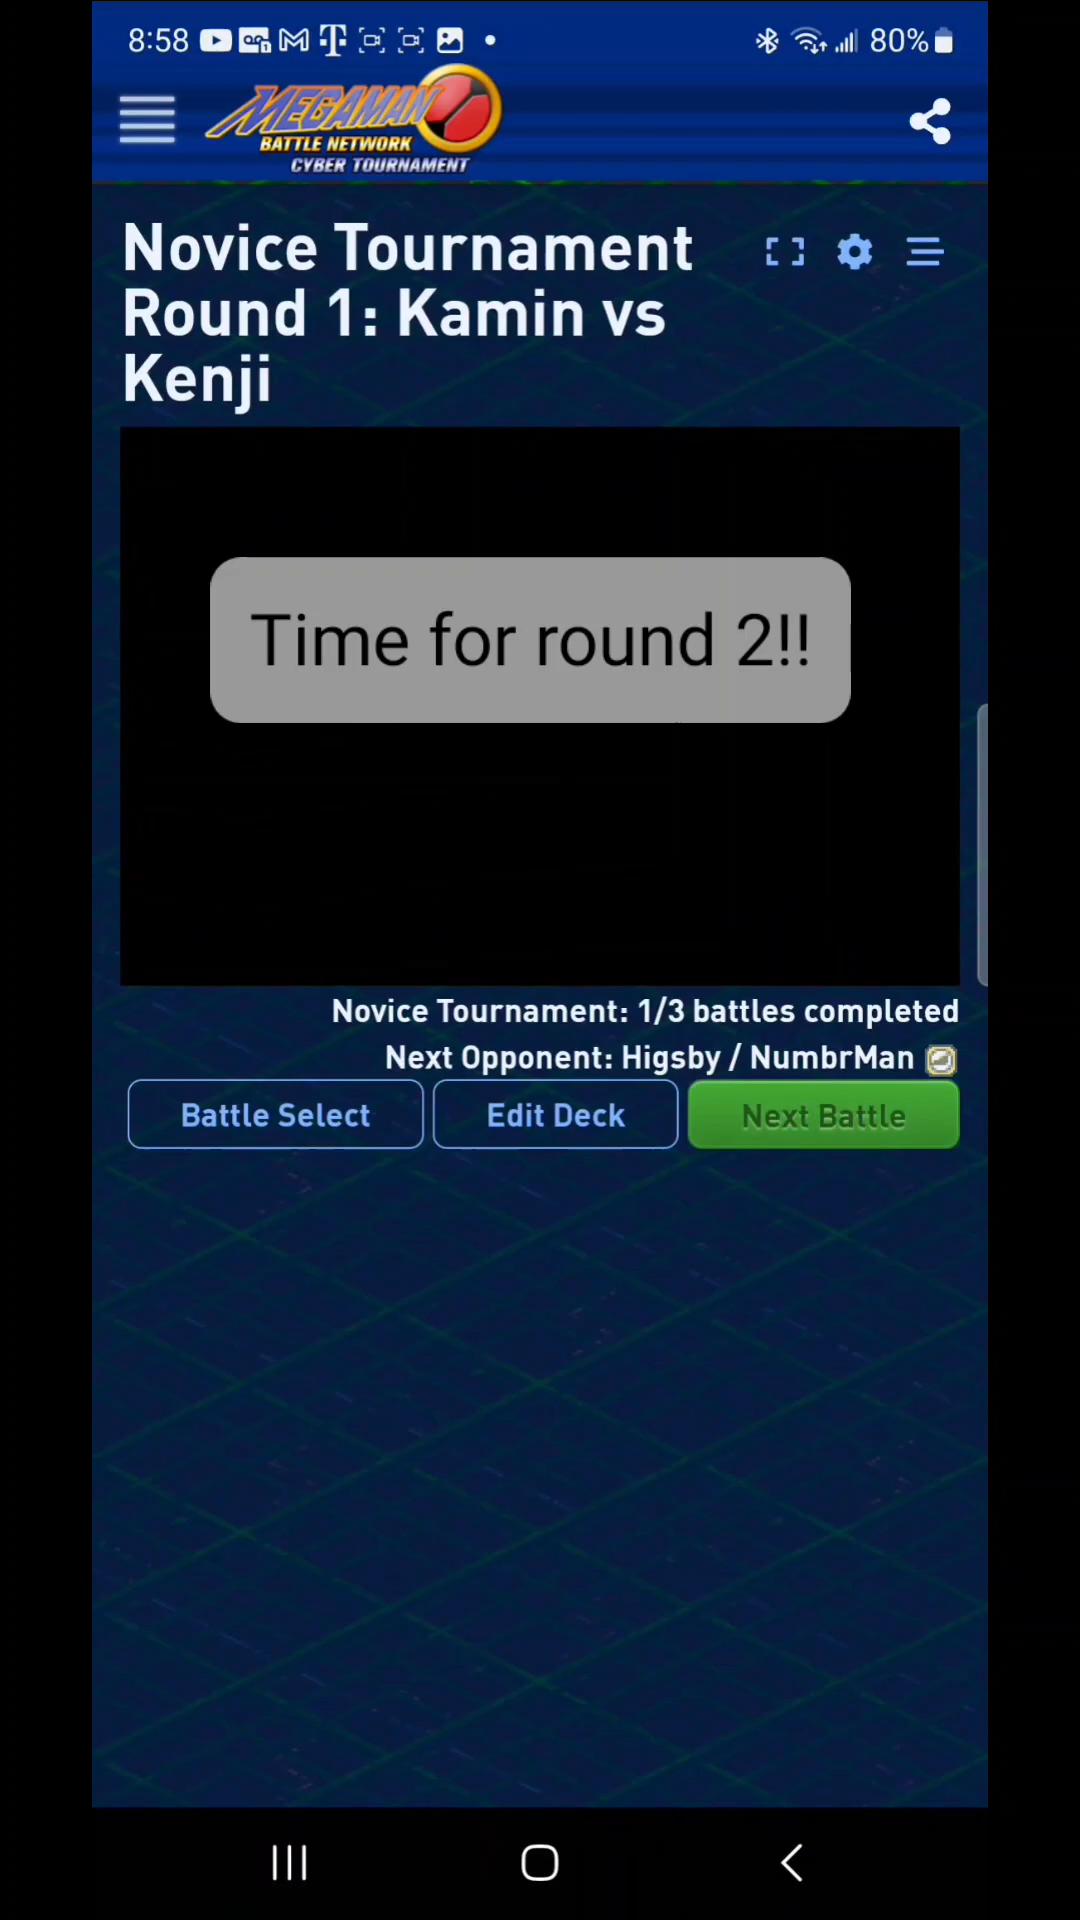 8:58
80%
MEGAMAN
BATTLE NETWORK
CYBER TOURNAMENT
Novice Tournament
Round 1: Kamin vs
Kenji
Time for round 2!!
Novice Tournament: 1/3 battles completed
Next Opponent: Higsby / NumbrMan
Battle Select
Edit Deck
Next Battle